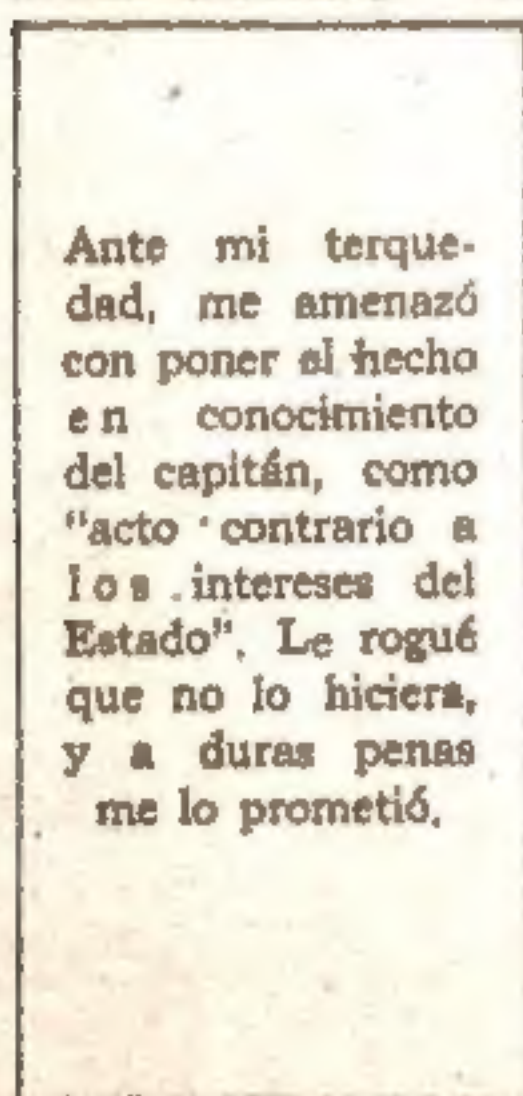 Ante mi terque-
dad, me amenazó
con poner el hecho
en conocimiento
del capitán, como
"acto contrario a
los intereses del
Estado". Le rogué
que no lo hiciera,
y a duras penas
me lo prometió.